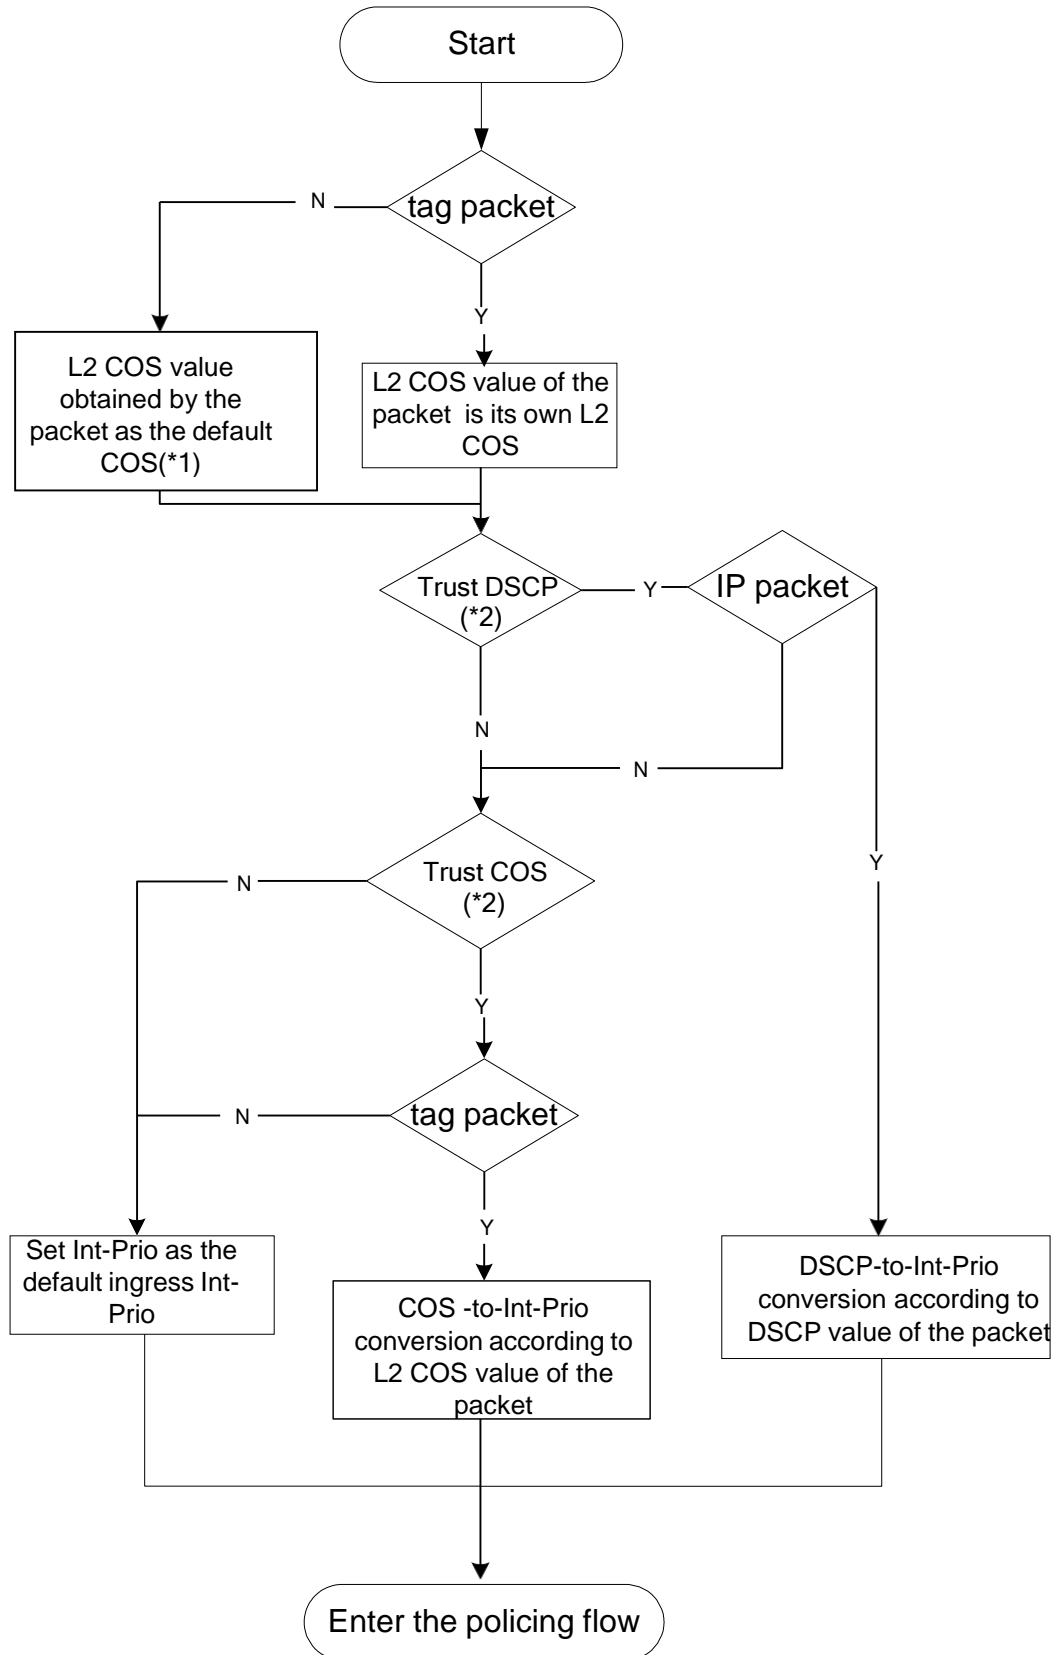 Start
tag packet
N
Y
L2 COS value
obtained by the
packet as the default
COS(*1)
L2 COS value of the
packet is its own L2
COS
Trust DSCP
(*2)
Y
IP packet
N
N
Y
Trust COS
(*2)
N
Y
tag packet
N
Y
Set Int-Prio as the
default ingress Int-
Prio
COS -to-Int-Prio
conversion according to
L2 COS value of the
packet
DSCP-to-Int-Prio
conversion according to
DSCP value of the packet
Enter the policing flow